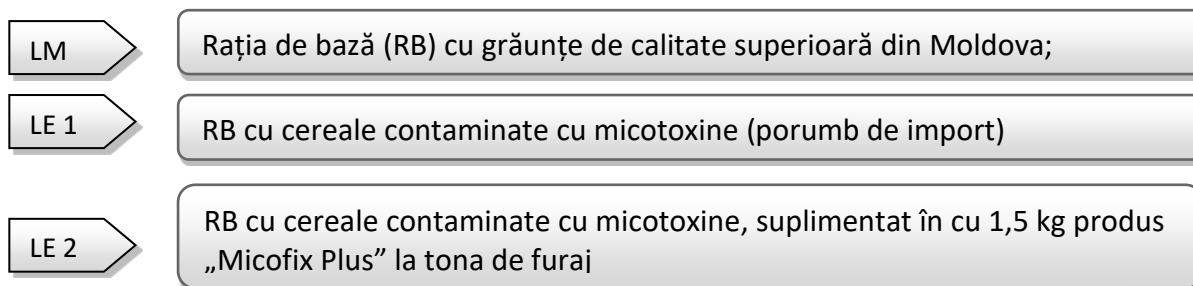 LM
Rația de bază (RB) cu grăunțe de calitate superioară din Moldova;
LE 1
RB cu cereale contaminate cu micotoxine (porumb de import)
LE 2
RB cu cereale contaminate cu micotoxine, suplimentat în cu 1,5 kg produs
„Micofix Plus” la tona de furaj